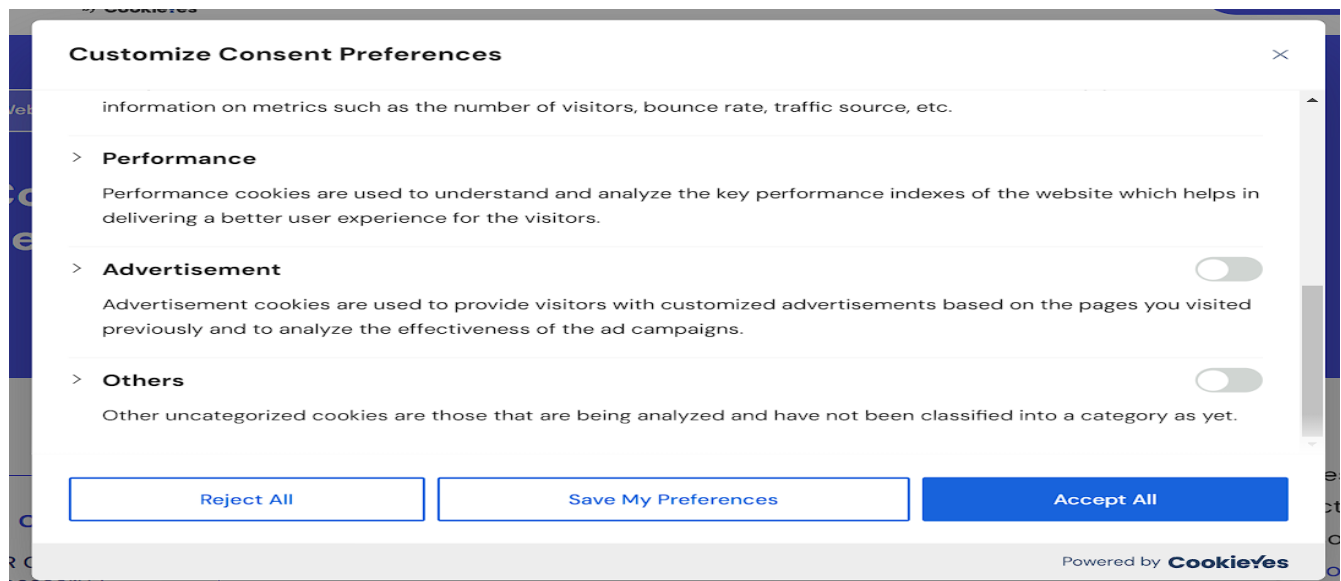 by CookieYes
Customize Consent Preferences
information on metrics such as the number of visitors, bounce rate, traffic source, etc.
Performance
Performance cookies are used to understand and analyze the key performance indexes of the website which helps in
delivering a better user experience for the visitors.
Advertisement
Advertisement cookies are used to provide visitors with customized advertisements based on the pages you visited
previously and to analyze the effectiveness of the ad campaigns.
Others
Other uncategorized cookies are those that are being analyzed and have not been classified into a category as yet.
Reject All
Save My Preferences
Accept All
Powered by CookieYes